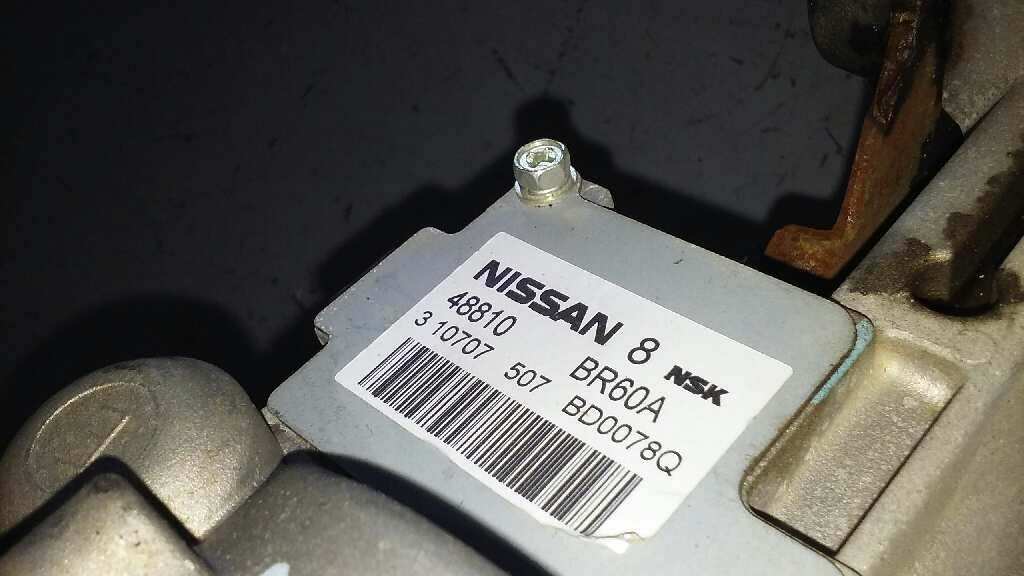 NISSAN 8 NSK
48810 BR60A
3 10707 507 BD0078Q